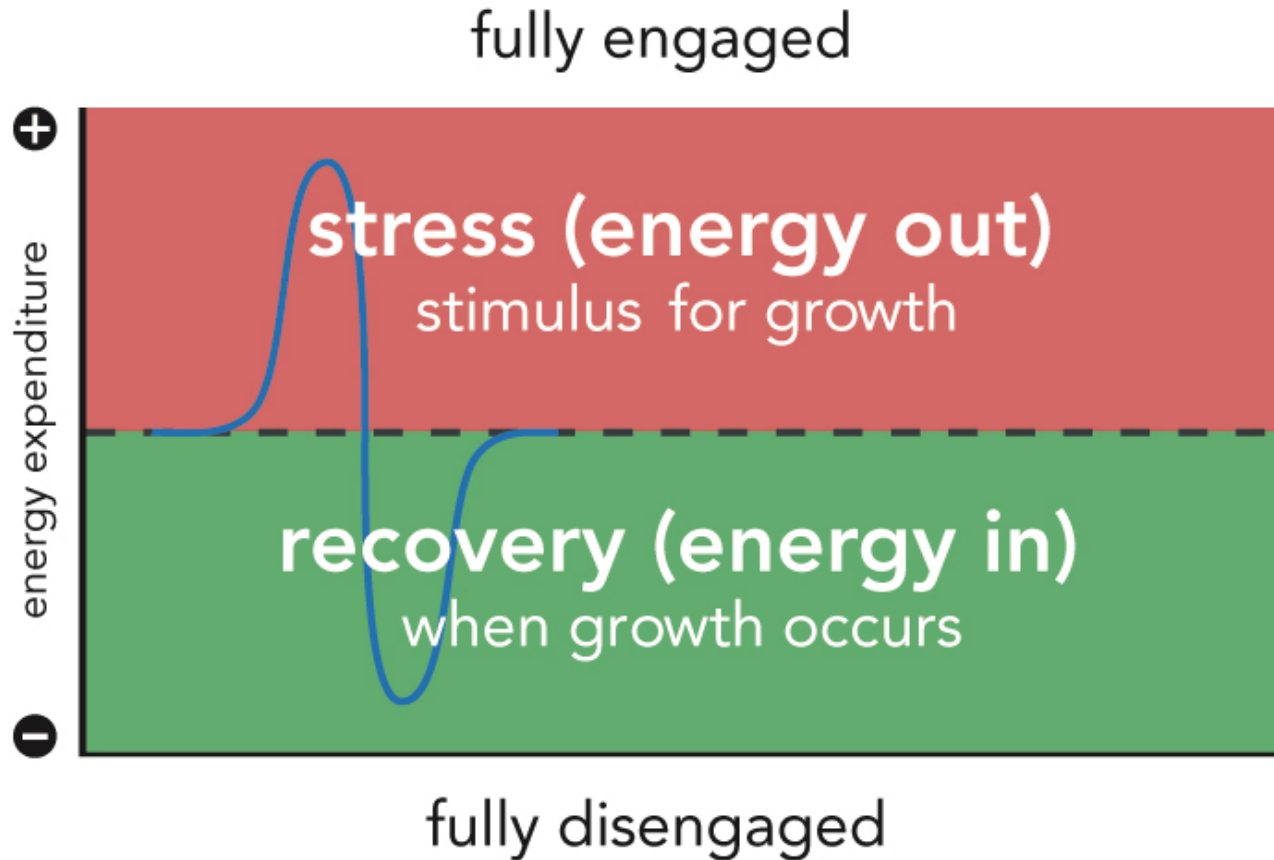 fully engaged
+
stress (energy out)
stimulus for growth
energy expenditure
recovery (energy in)
when growth occurs
−
fully disengaged